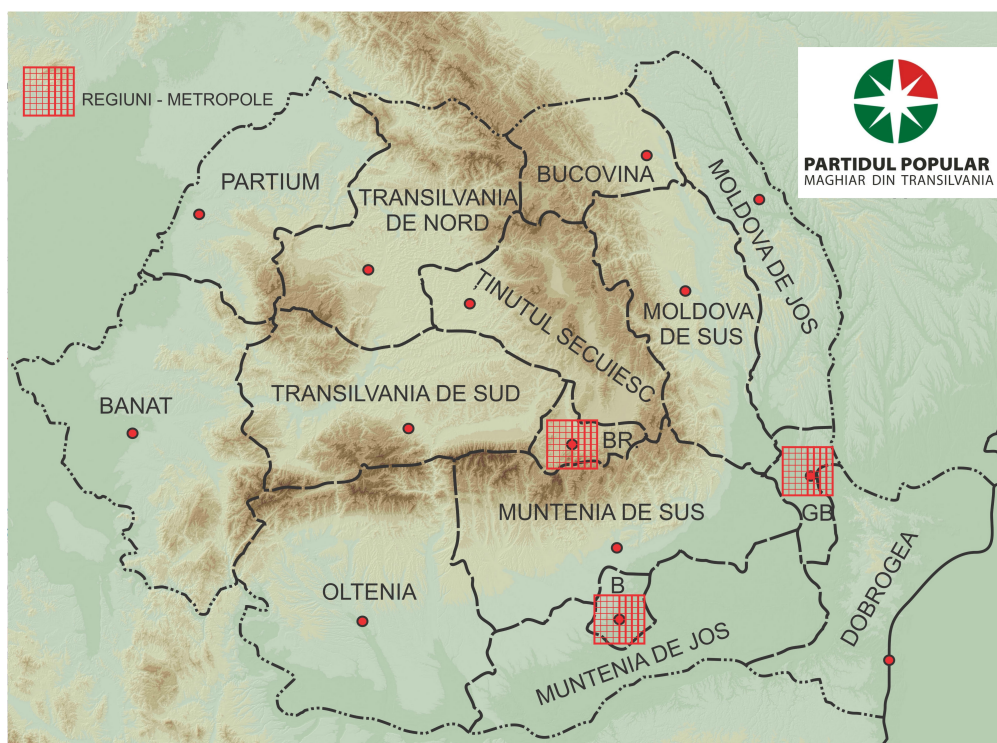 REGIUNI - METROPOLE
PARTIDUL POPULAR
MAGHIAR DIN TRANSILVANIA
PARTIUM
TRANSILVANIA
DE NORD
BUCOVINA
MOLDOVA DE JOS
ȚINUTUL SECUIESC
MOLDOVA
DE SUS
BANAT
TRANSILVANIA DE SUD
BR
MUNTENIA DE SUS
GB
OLTENIA
B
MUNTENIA DE JOS
DOBROGEA